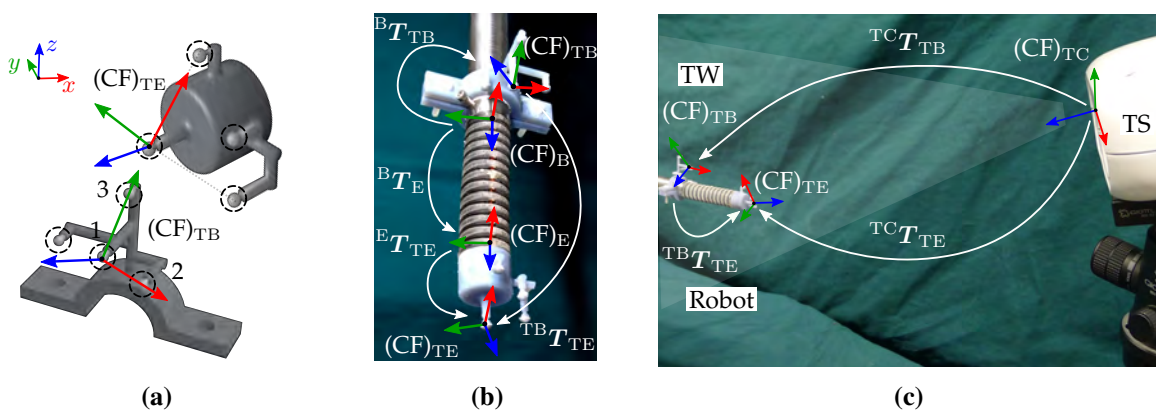 z
y
x
(CF)TE
3
1
(CF)TB
2
(a)
BTTB
(CF)TB
(CF)B
BTE
(CF)E
ETTE
TBTTE
(CF)TE
(b)
TCTTB
(CF)TC
TW
TS
(CF)TB
(CF)TE
TCTTE
TBTTE
Robot
(c)